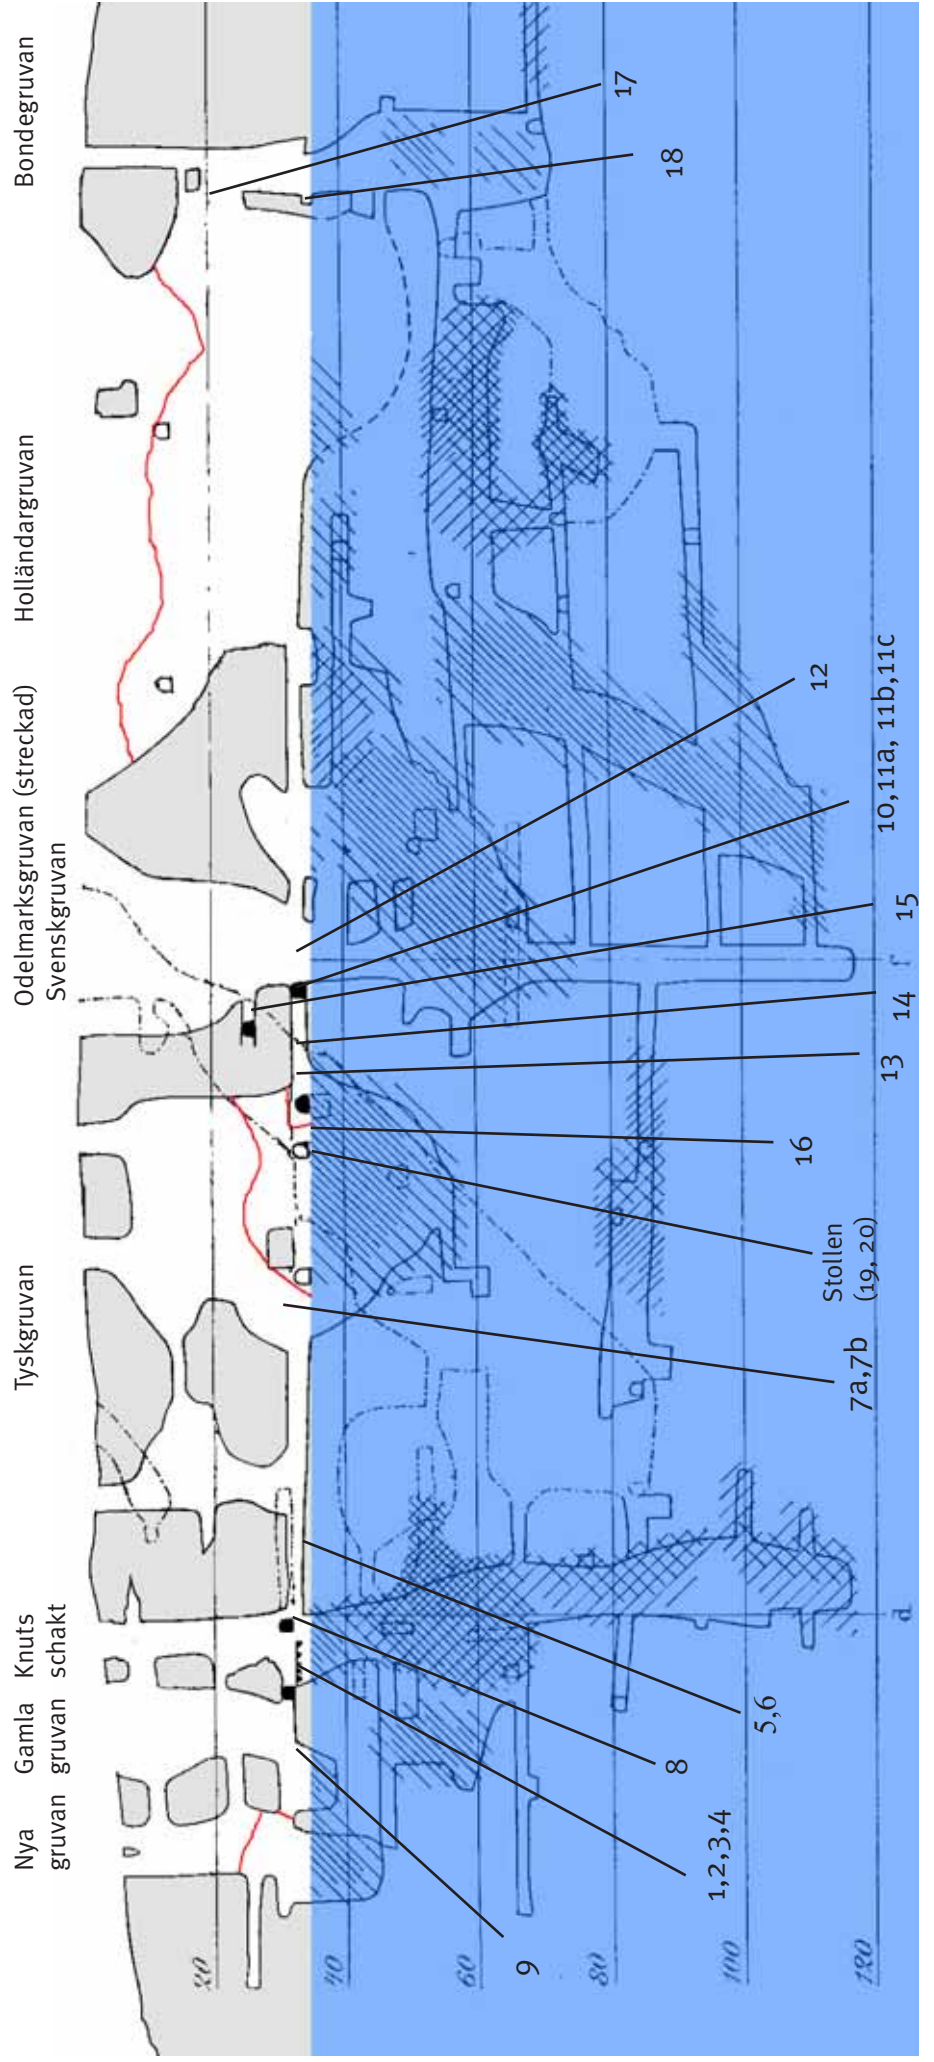 Nya
gruvan
Gamla
gruvan
Knuts
schakt
Tyskgruvan
Odelmarksgruvan (streckad)
Svenskgruvan
Holländargruvan
Bondegruvan
20
40
60
80
100
120
d
f
9
1,2,3,4
8
5,6
7a,7b
Stollen
(19, 20)
16
13
14
15
10,11a, 11b,11c
12
18
17